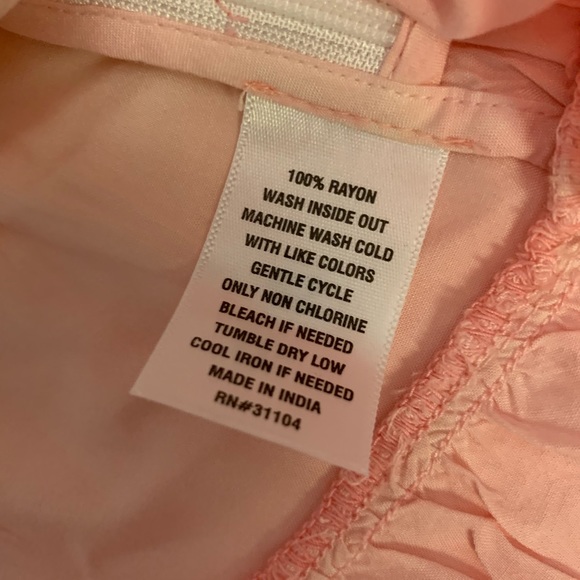 100% RAYON
WASH INSIDE OUT
MACHINE WASH COLD
WITH LIKE COLORS
GENTLE CYCLE
ONLY NON CHLORINE
BLEACH IF NEEDED
TUMBLE DRY LOW
COOL IRON IF NEEDED
MADE IN INDIA
RN#31104